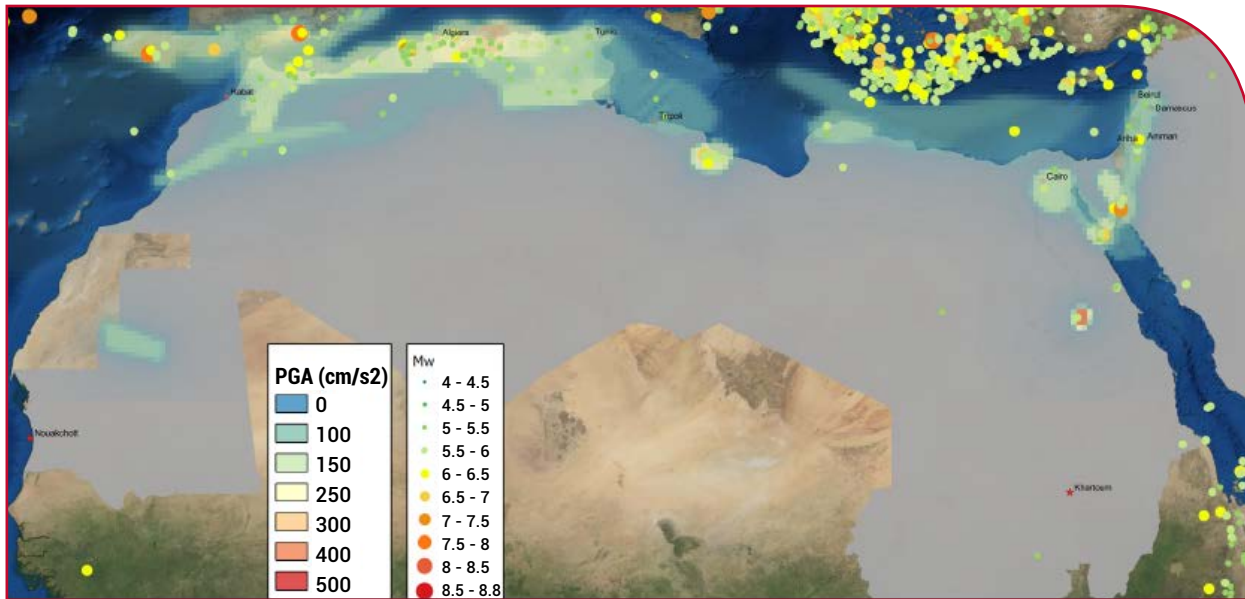 Algiers
Tunis
Rabat
Tripoli
Beirut
Damascus
Amman
Cairo
Nouakchott
Khartoum
PGA (cm/s2)
0
100
150
250
300
400
500
Mw
4 - 4.5
4.5 - 5
5 - 5.5
5.5 - 6
6 - 6.5
6.5 - 7
7 - 7.5
7.5 - 8
8 - 8.5
8.5 - 8.8